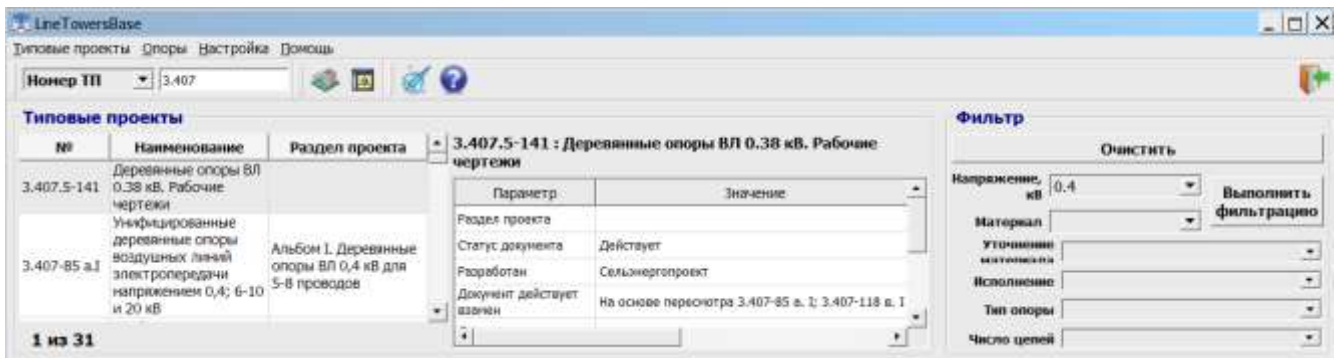 LineTowersBase
Типовые проекты Опоры Настройка Помощь
Номер ТП 3.407
Типовые проекты
№ Наименование Раздел проекта
3.407.5-141
Деревянные опоры ВЛ
0.38 кВ. Рабочие
чертежи
3.407-85 а.I
Унифицированные
деревянные опоры
воздушных линий
электропередачи
напряжением 0,4; 6-10
и 20 кВ
Альбом I. Деревянные
опоры ВЛ 0,4 кВ для
5-8 проводов
1 из 31
3.407.5-141 : Деревянные опоры ВЛ 0.38 кВ. Рабочие
чертежи
Параметр Значение
Раздел проекта
Статус документа Действует
Разработан Сельэнергопроект
Документ действует
взамен
На основе пересмотра 3.407-85 а. I; 3.407-118 в. I
Фильтр
Очистить
Напряжение,
кВ
0.4
Выполнить
фильтрацию
Материал
Уточнение
материала
Исполнение
Тип опоры
Число цепей